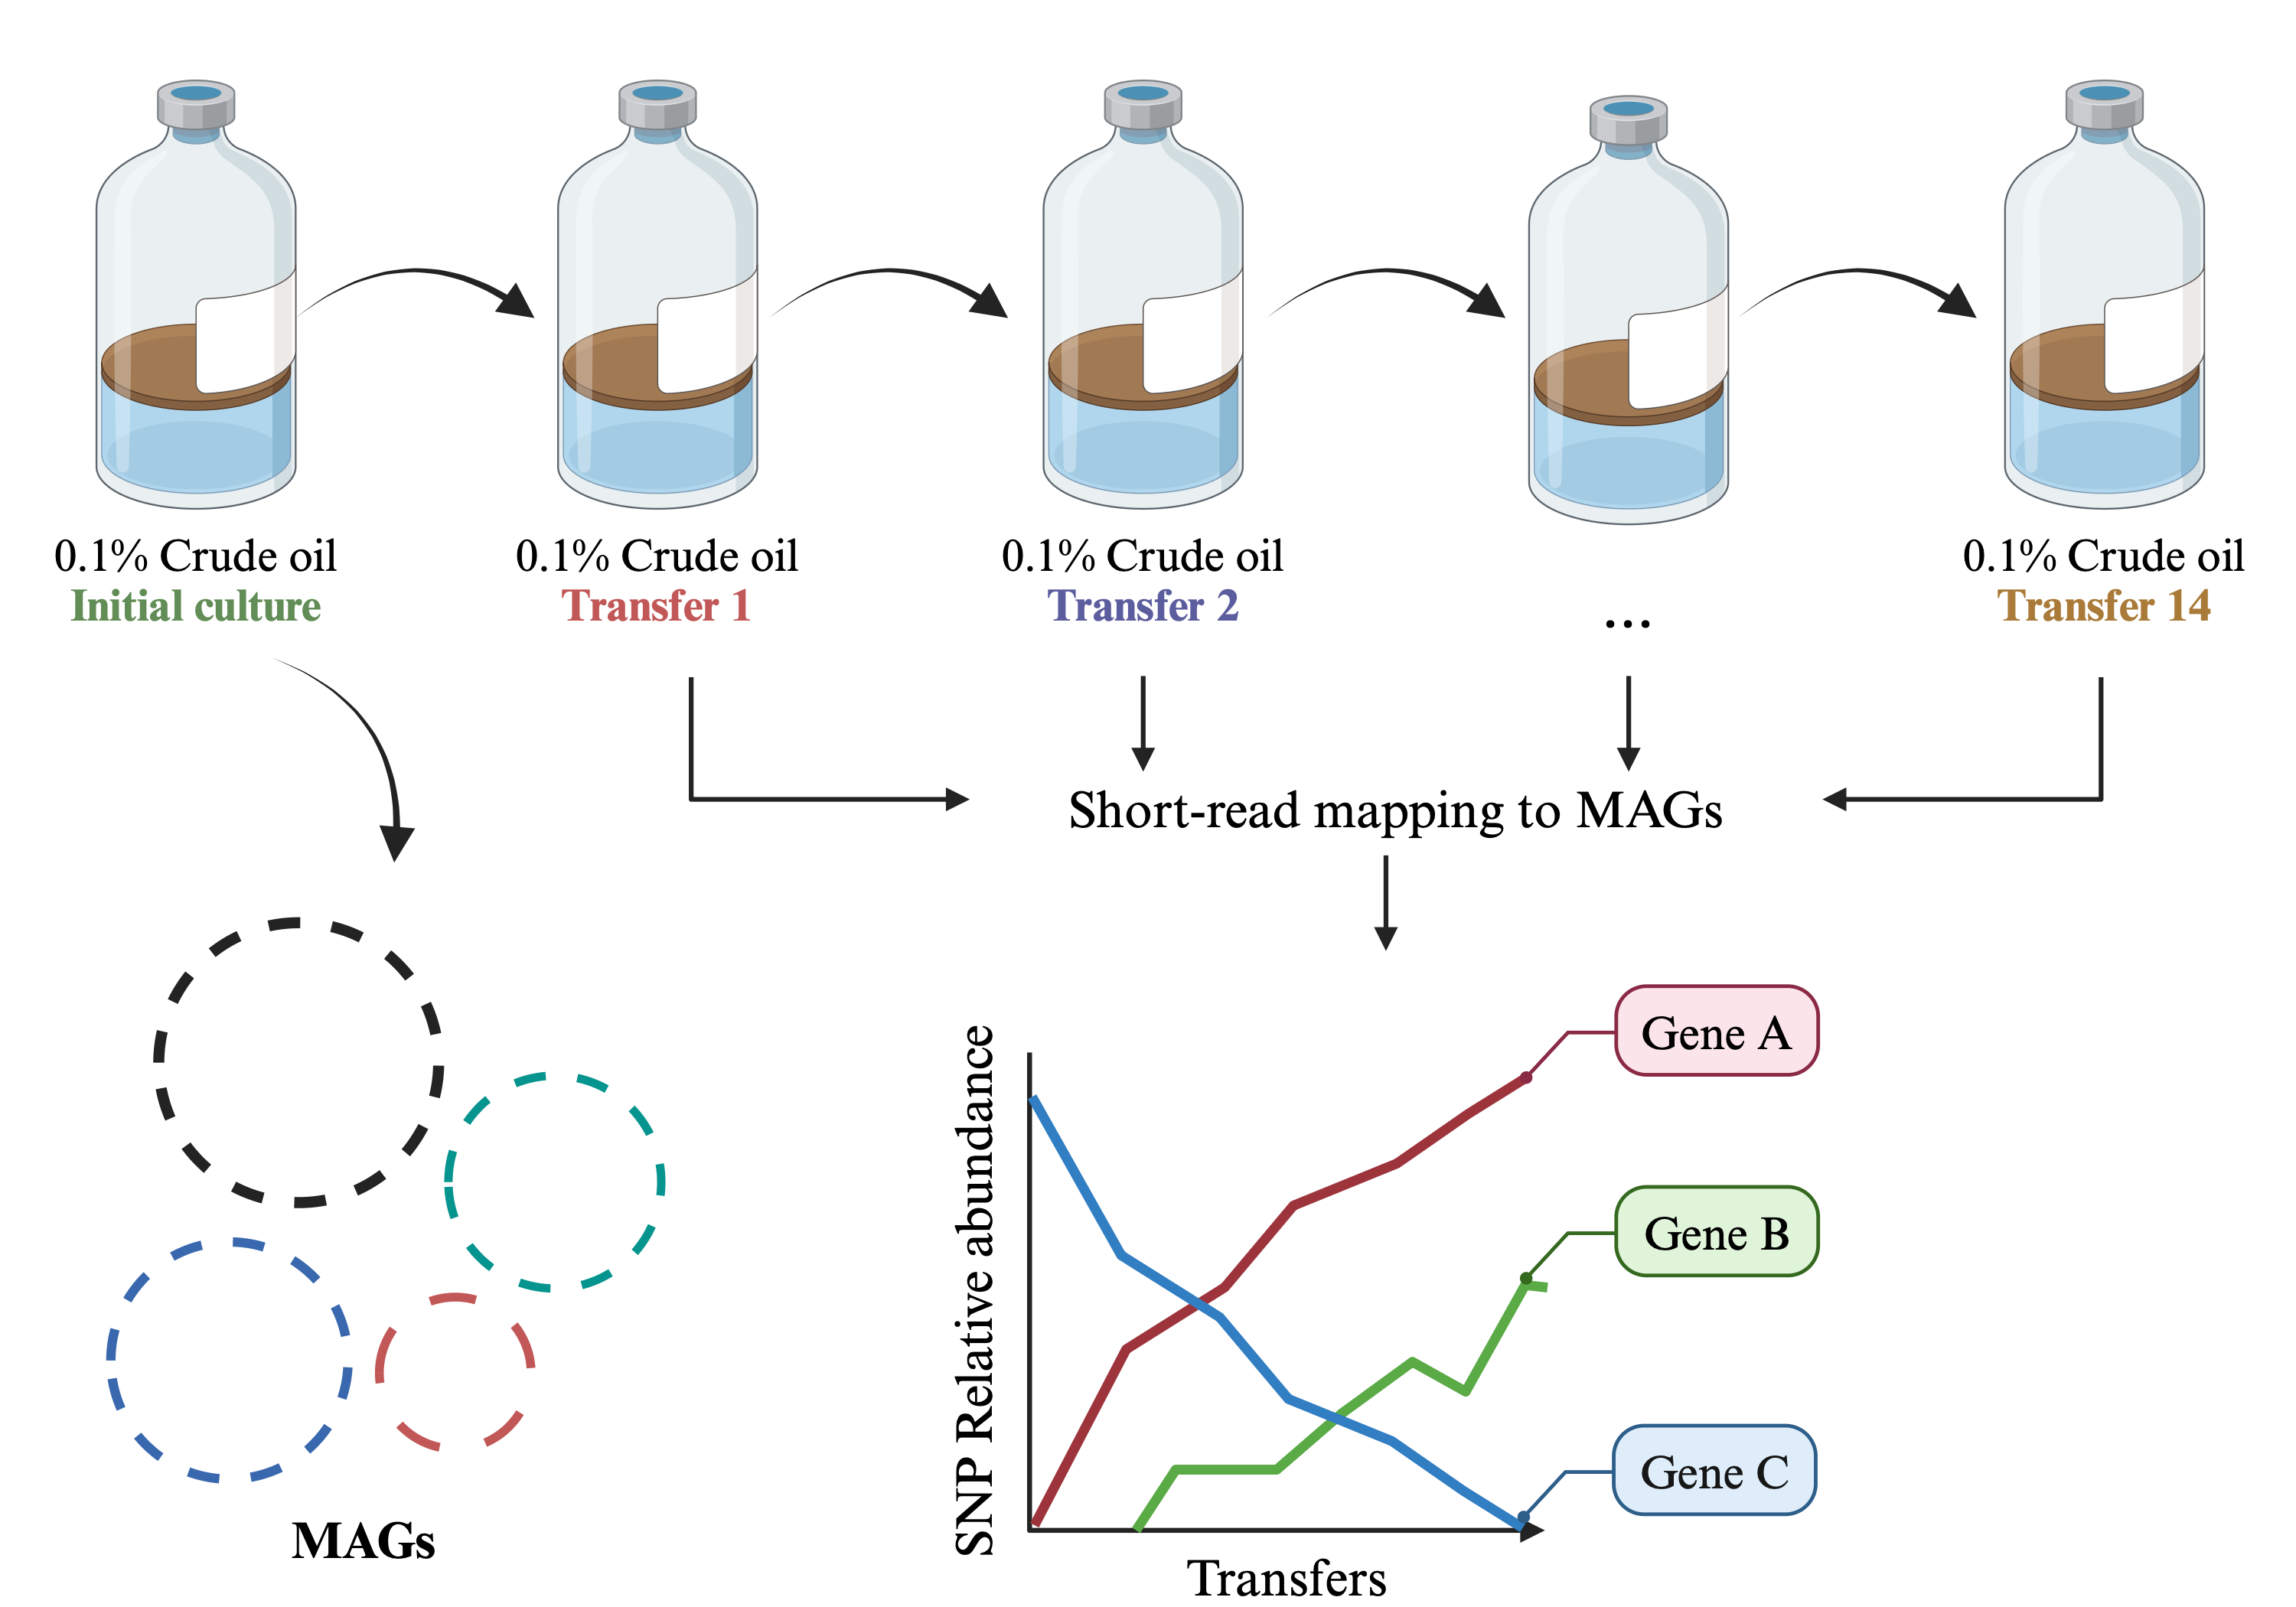 0.1% Crude oil
Initial culture
0.1% Crude oil
Transfer 1
0.1% Crude oil
Transfer 2
...
0.1% Crude oil
Transfer 14
Short-read mapping to MAGs
MAGs
SNP Relative abundance
Gene A
Gene B
Gene C
Transfers